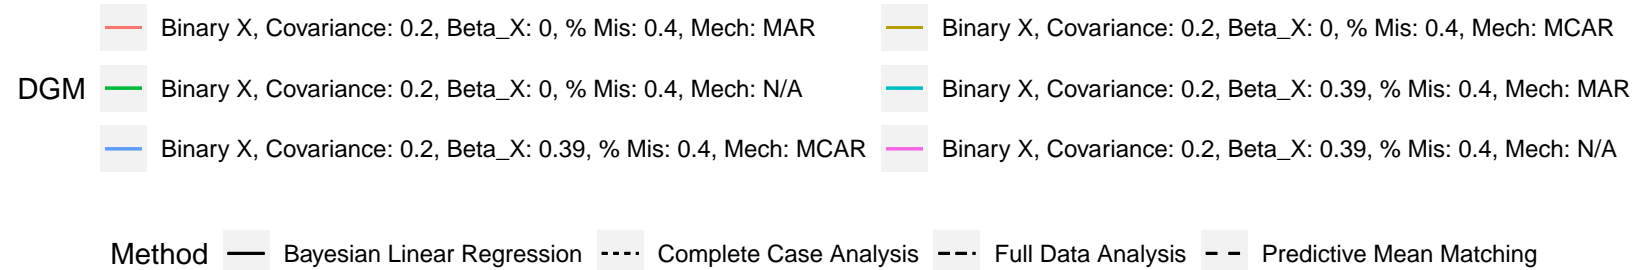 Binary X, Covariance: 0.2, Beta_X: 0, % Mis: 0.4, Mech: MAR Binary X, Covariance: 0.2, Beta_X: 0, % Mis: 0.4, Mech: MCAR
DGM Binary X, Covariance: 0.2, Beta_X: 0, % Mis: 0.4, Mech: N/A Binary X, Covariance: 0.2, Beta_X: 0.39, % Mis: 0.4, Mech: MAR
Binary X, Covariance: 0.2, Beta_X: 0.39, % Mis: 0.4, Mech: MCAR Binary X, Covariance: 0.2, Beta_X: 0.39, % Mis: 0.4, Mech: N/A
Method Bayesian Linear Regression Complete Case Analysis Full Data Analysis Predictive Mean Matching